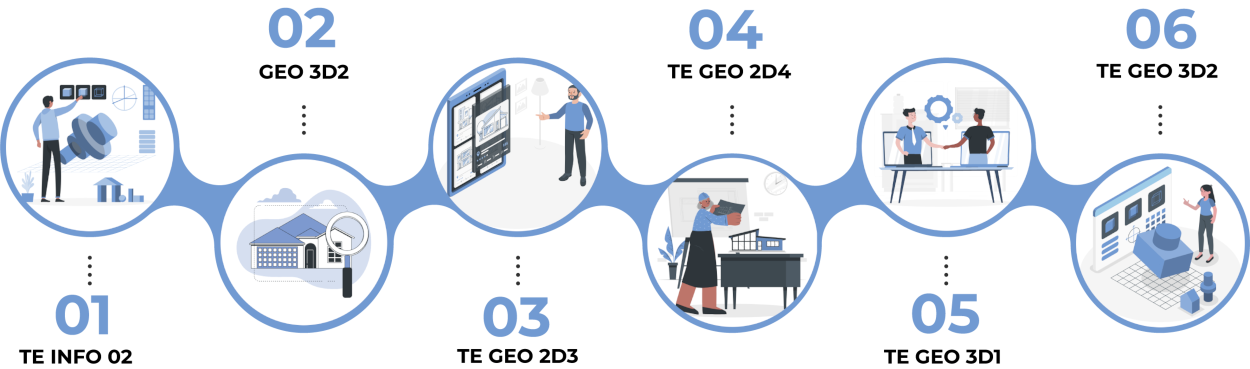 01
TE INFO 02
02
GEO 3D2
03
TE GEO 2D3
04
TE GEO 2D4
05
TE GEO 3D1
06
TE GEO 3D2